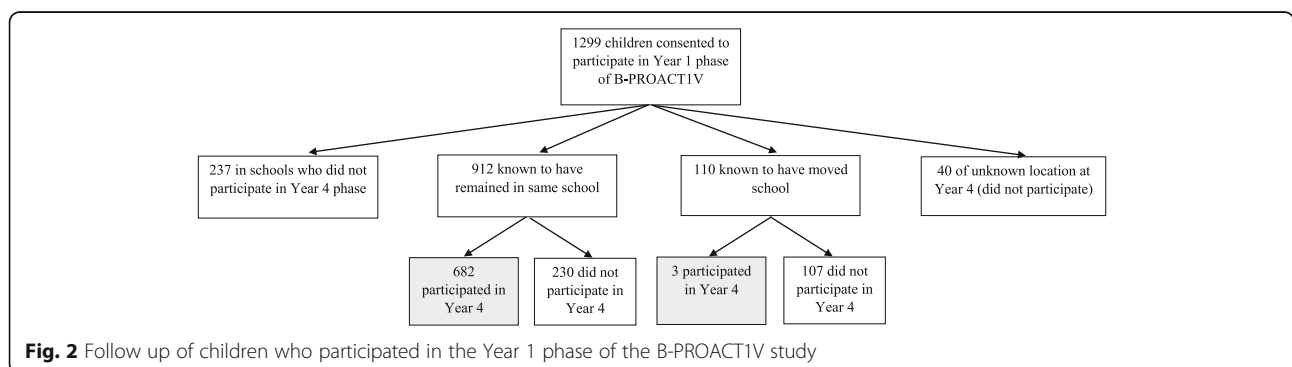 1299 children consented to
participate in Year 1 phase
of B-PROACT1V
237 in schools who did not
participate in Year 4 phase
912 known to have
remained in same school
110 known to have moved
school
40 of unknown location at
Year 4 (did not participate)
682
participated in
Year 4
230 did not
participate in
Year 4
3 participated
in Year 4
107 did not
participate in
Year 4
Fig. 2 Follow up of children who participated in the Year 1 phase of the B-PROACT1V study